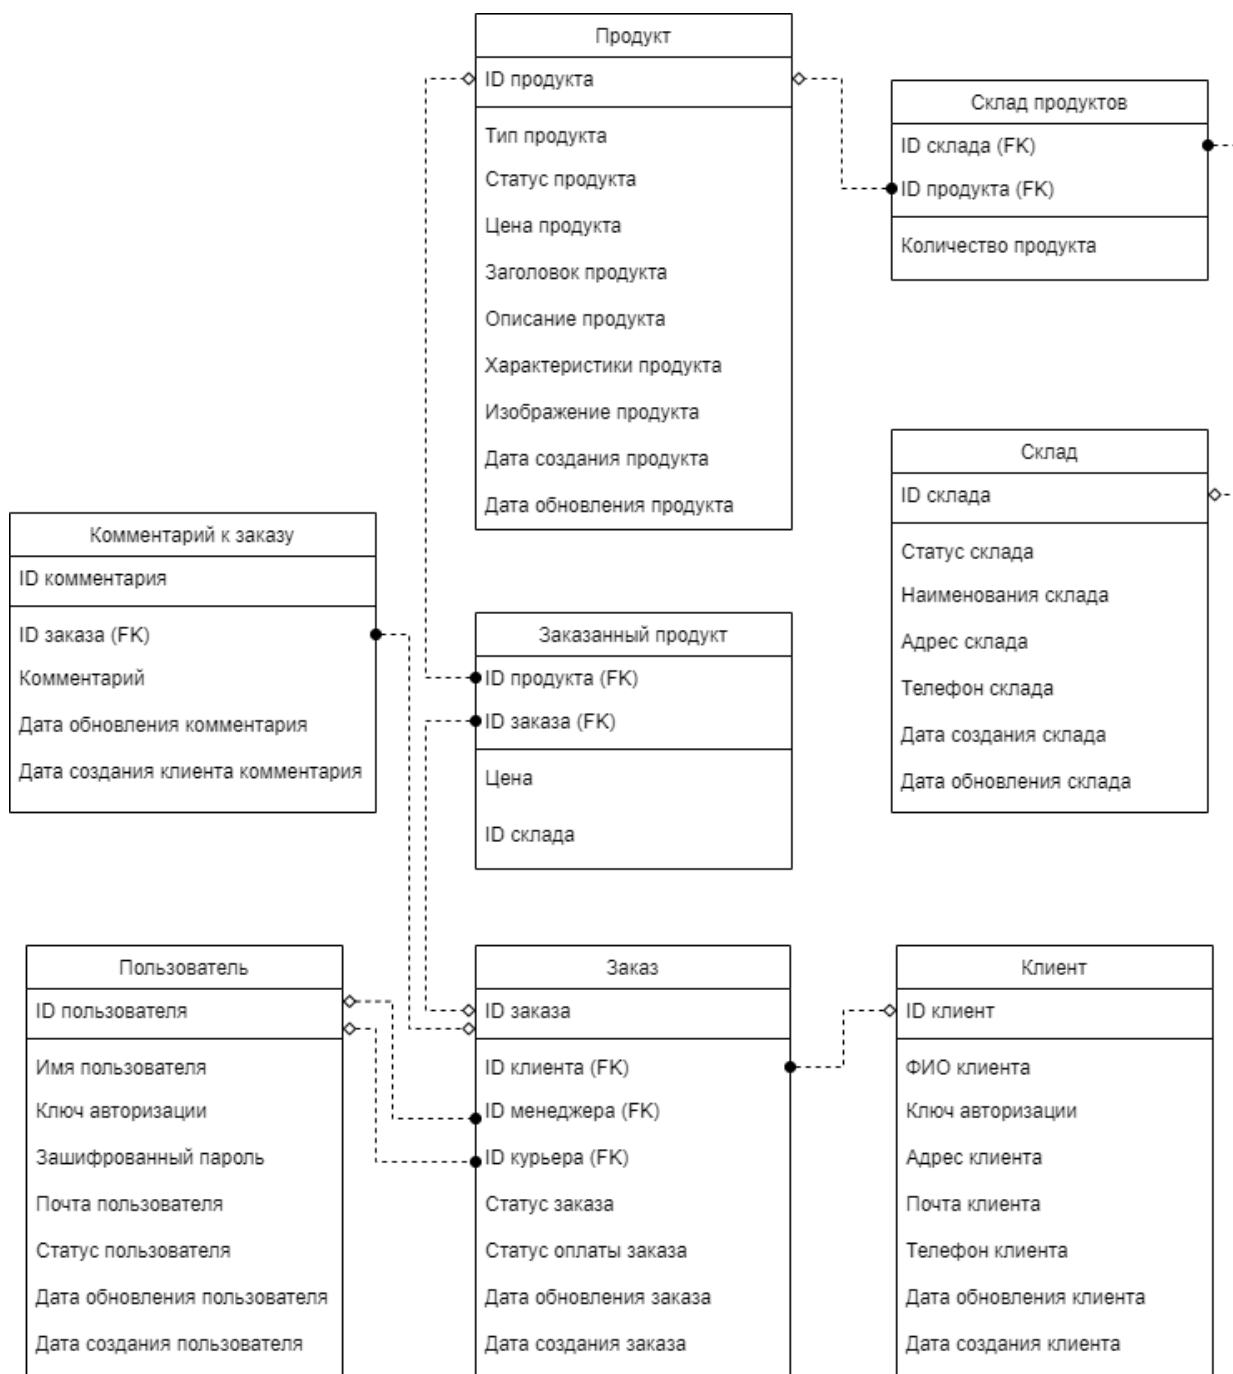 Продукт
ID продукта
Тип продукта
Статус продукта
Цена продукта
Заголовок продукта
Описание продукта
Характеристики продукта
Изображение продукта
Дата создания продукта
Дата обновления продукта
Склад продуктов
ID склада (FK)
ID продукта (FK)
Количество продукта
Склад
ID склада
Статус склада
Наименования склада
Адрес склада
Телефон склада
Дата создания склада
Дата обновления склада
Комментарий к заказу
ID комментария
ID заказа (FK)
Комментарий
Дата обновления комментария
Дата создания клиента комментария
Заказанный продукт
ID продукта (FK)
ID заказа (FK)
Цена
ID склада
Пользователь
ID пользователя
Имя пользователя
Ключ авторизации
Зашифрованный пароль
Почта пользователя
Статус пользователя
Дата обновления пользователя
Дата создания пользователя
Заказ
ID заказа
ID клиента (FK)
ID менеджера (FK)
ID курьера (FK)
Статус заказа
Статус оплаты заказа
Дата обновления заказа
Дата создания заказа
Клиент
ID клиент
ФИО клиента
Ключ авторизации
Адрес клиента
Почта клиента
Телефон клиента
Дата обновления клиента
Дата создания клиента